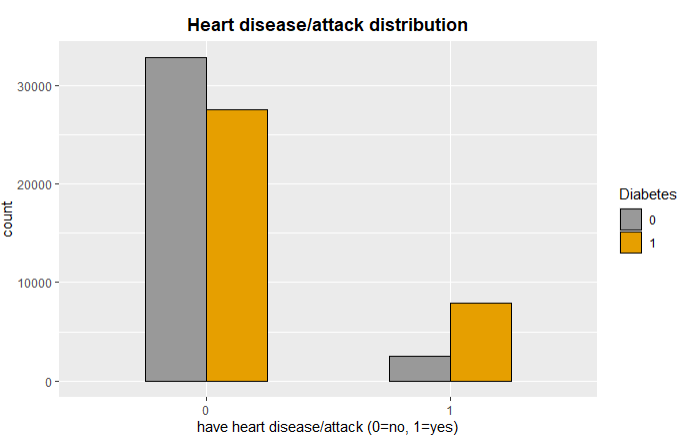 Heart disease/attack distribution
30000
20000
10000
0
count
0
1
have heart disease/attack (0=no, 1=yes)
Diabetes
0
1